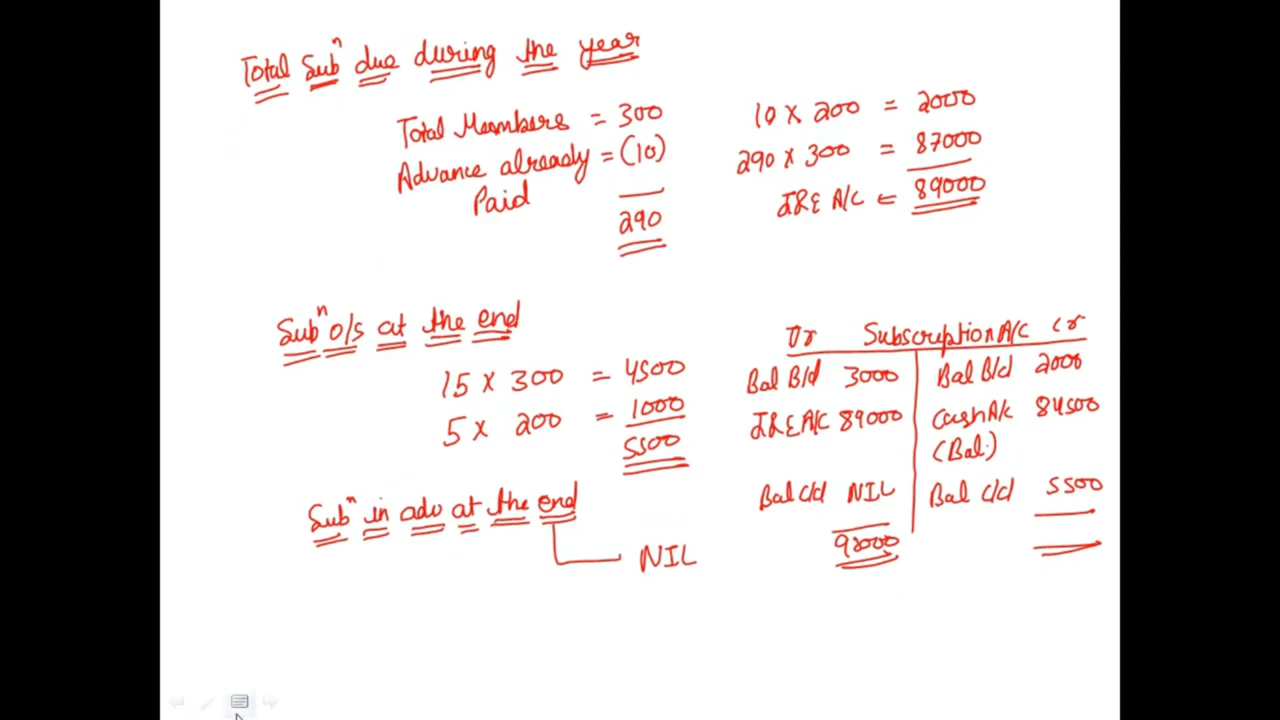 Total Subⁿ due during the year
Total Members = 300
Advance already = (10)
Paid
290
10 x 200 = 2000
290 x 300 = 87000
I&E A/C = 89000
Subⁿ o/s at the end
15 x 300 = 4500
5 x 200 = 1000
5500
Subⁿ in adv at the end
NIL
Dr Subscription A/C Cr
Bal B/d 3000 Bal B/d 2000
I&E A/C 89000 Cash A/c 84500
(Bal.)
Bal c/d NIL Bal c/d 5500
92000